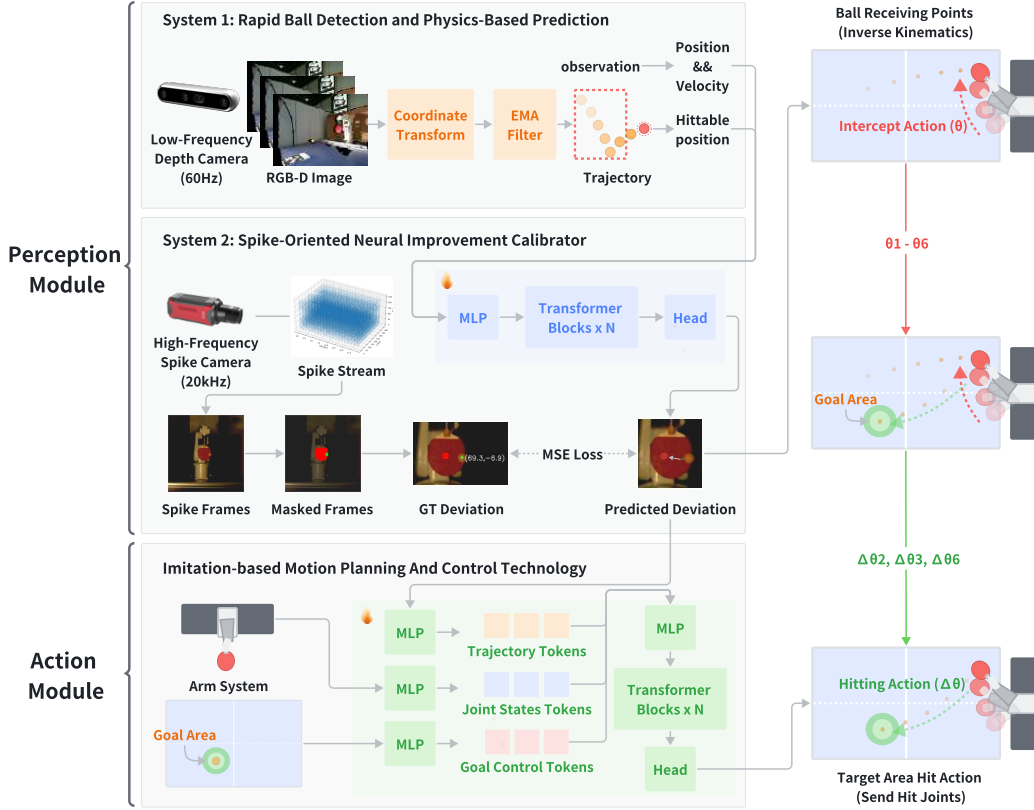 Perception
Module
System 1: Rapid Ball Detection and Physics-Based Prediction
Low-Frequency
Depth Camera
(60Hz)
RGB-D Image
Coordinate
Transform
EMA
Filter
observation
Trajectory
Position
&&
Velocity
Hittable
position
System 2: Spike-Oriented Neural Improvement Calibrator
High-Frequency
Spike Camera
(20kHz)
Spike Stream
MLP
Transformer
Blocks x N
Head
Spike Frames
Masked Frames
(69.3,-6.9)
GT Deviation
MSE Loss
Predicted Deviation
Action
Module
Imitation-based Motion Planning And Control Technology
Arm System
Goal Area
MLP
MLP
MLP
Trajectory Tokens
Joint States Tokens
Goal Control Tokens
MLP
Transformer
Blocks x N
Head
Ball Receiving Points
(Inverse Kinematics)
Intercept Action (θ)
θ1 - θ6
Goal Area
Δθ2, Δθ3, Δθ6
Hitting Action (Δθ)
Target Area Hit Action
(Send Hit Joints)